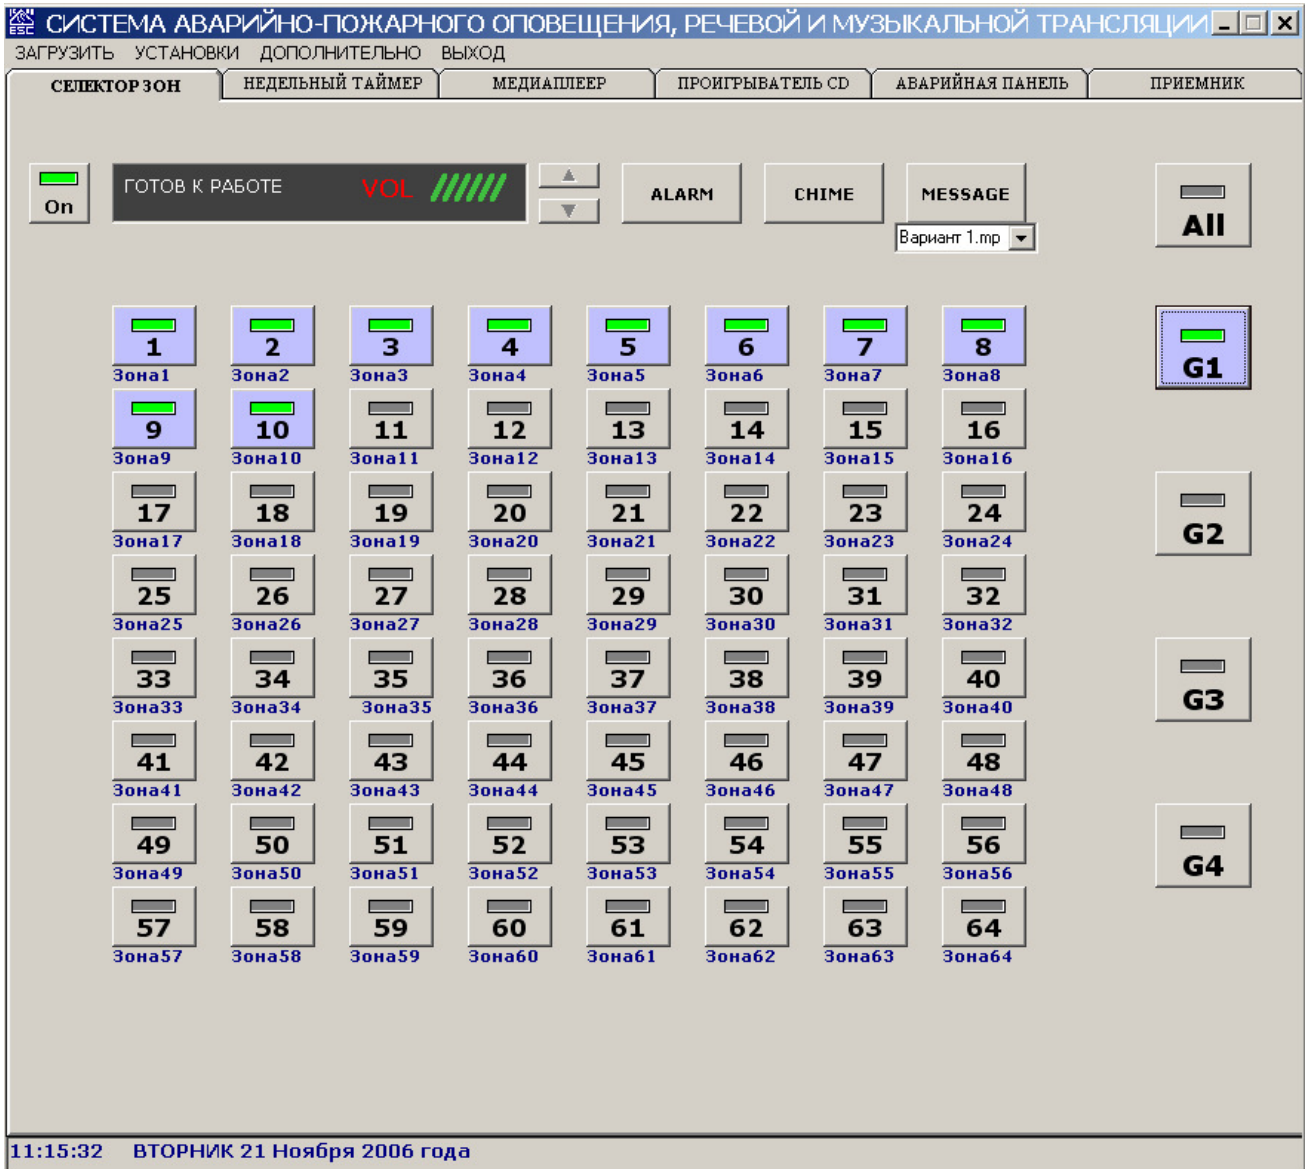 ESC СИСТЕМА АВАРИЙНО-ПОЖАРНОГО ОПОВЕЩЕНИЯ, РЕЧЕВОЙ И МУЗЫКАЛЬНОЙ ТРАНСЛЯЦИИ
ЗАГРУЗИТЬ УСТАНОВКИ ДОПОЛНИТЕЛЬНО ВЫХОД
СЕЛЕКТОР ЗОН НЕДЕЛЬНЫЙ ТАЙМЕР МЕДИАПЛЕЕР ПРОИГРЫВАТЕЛЬ CD АВАРИЙНАЯ ПАНЕЛЬ ПРИЕМНИК
On ГОТОВ К РАБОТЕ VOL ALARM CHIME MESSAGE All
Вариант 1.mp
1 2 3 4 5 6 7 8 G1
Зона1 Зона2 Зона3 Зона4 Зона5 Зона6 Зона7 Зона8
9 10 11 12 13 14 15 16
Зона9 Зона10 Зона11 Зона12 Зона13 Зона14 Зона15 Зона16
17 18 19 20 21 22 23 24 G2
Зона17 Зона18 Зона19 Зона20 Зона21 Зона22 Зона23 Зона24
25 26 27 28 29 30 31 32
Зона25 Зона26 Зона27 Зона28 Зона29 Зона30 Зона31 Зона32
33 34 35 36 37 38 39 40 G3
Зона33 Зона34 Зона35 Зона36 Зона37 Зона38 Зона39 Зона40
41 42 43 44 45 46 47 48
Зона41 Зона42 Зона43 Зона44 Зона45 Зона46 Зона47 Зона48
49 50 51 52 53 54 55 56 G4
Зона49 Зона50 Зона51 Зона52 Зона53 Зона54 Зона55 Зона56
57 58 59 60 61 62 63 64
Зона57 Зона58 Зона59 Зона60 Зона61 Зона62 Зона63 Зона64
11:15:32 ВТОРНИК 21 Ноября 2006 года